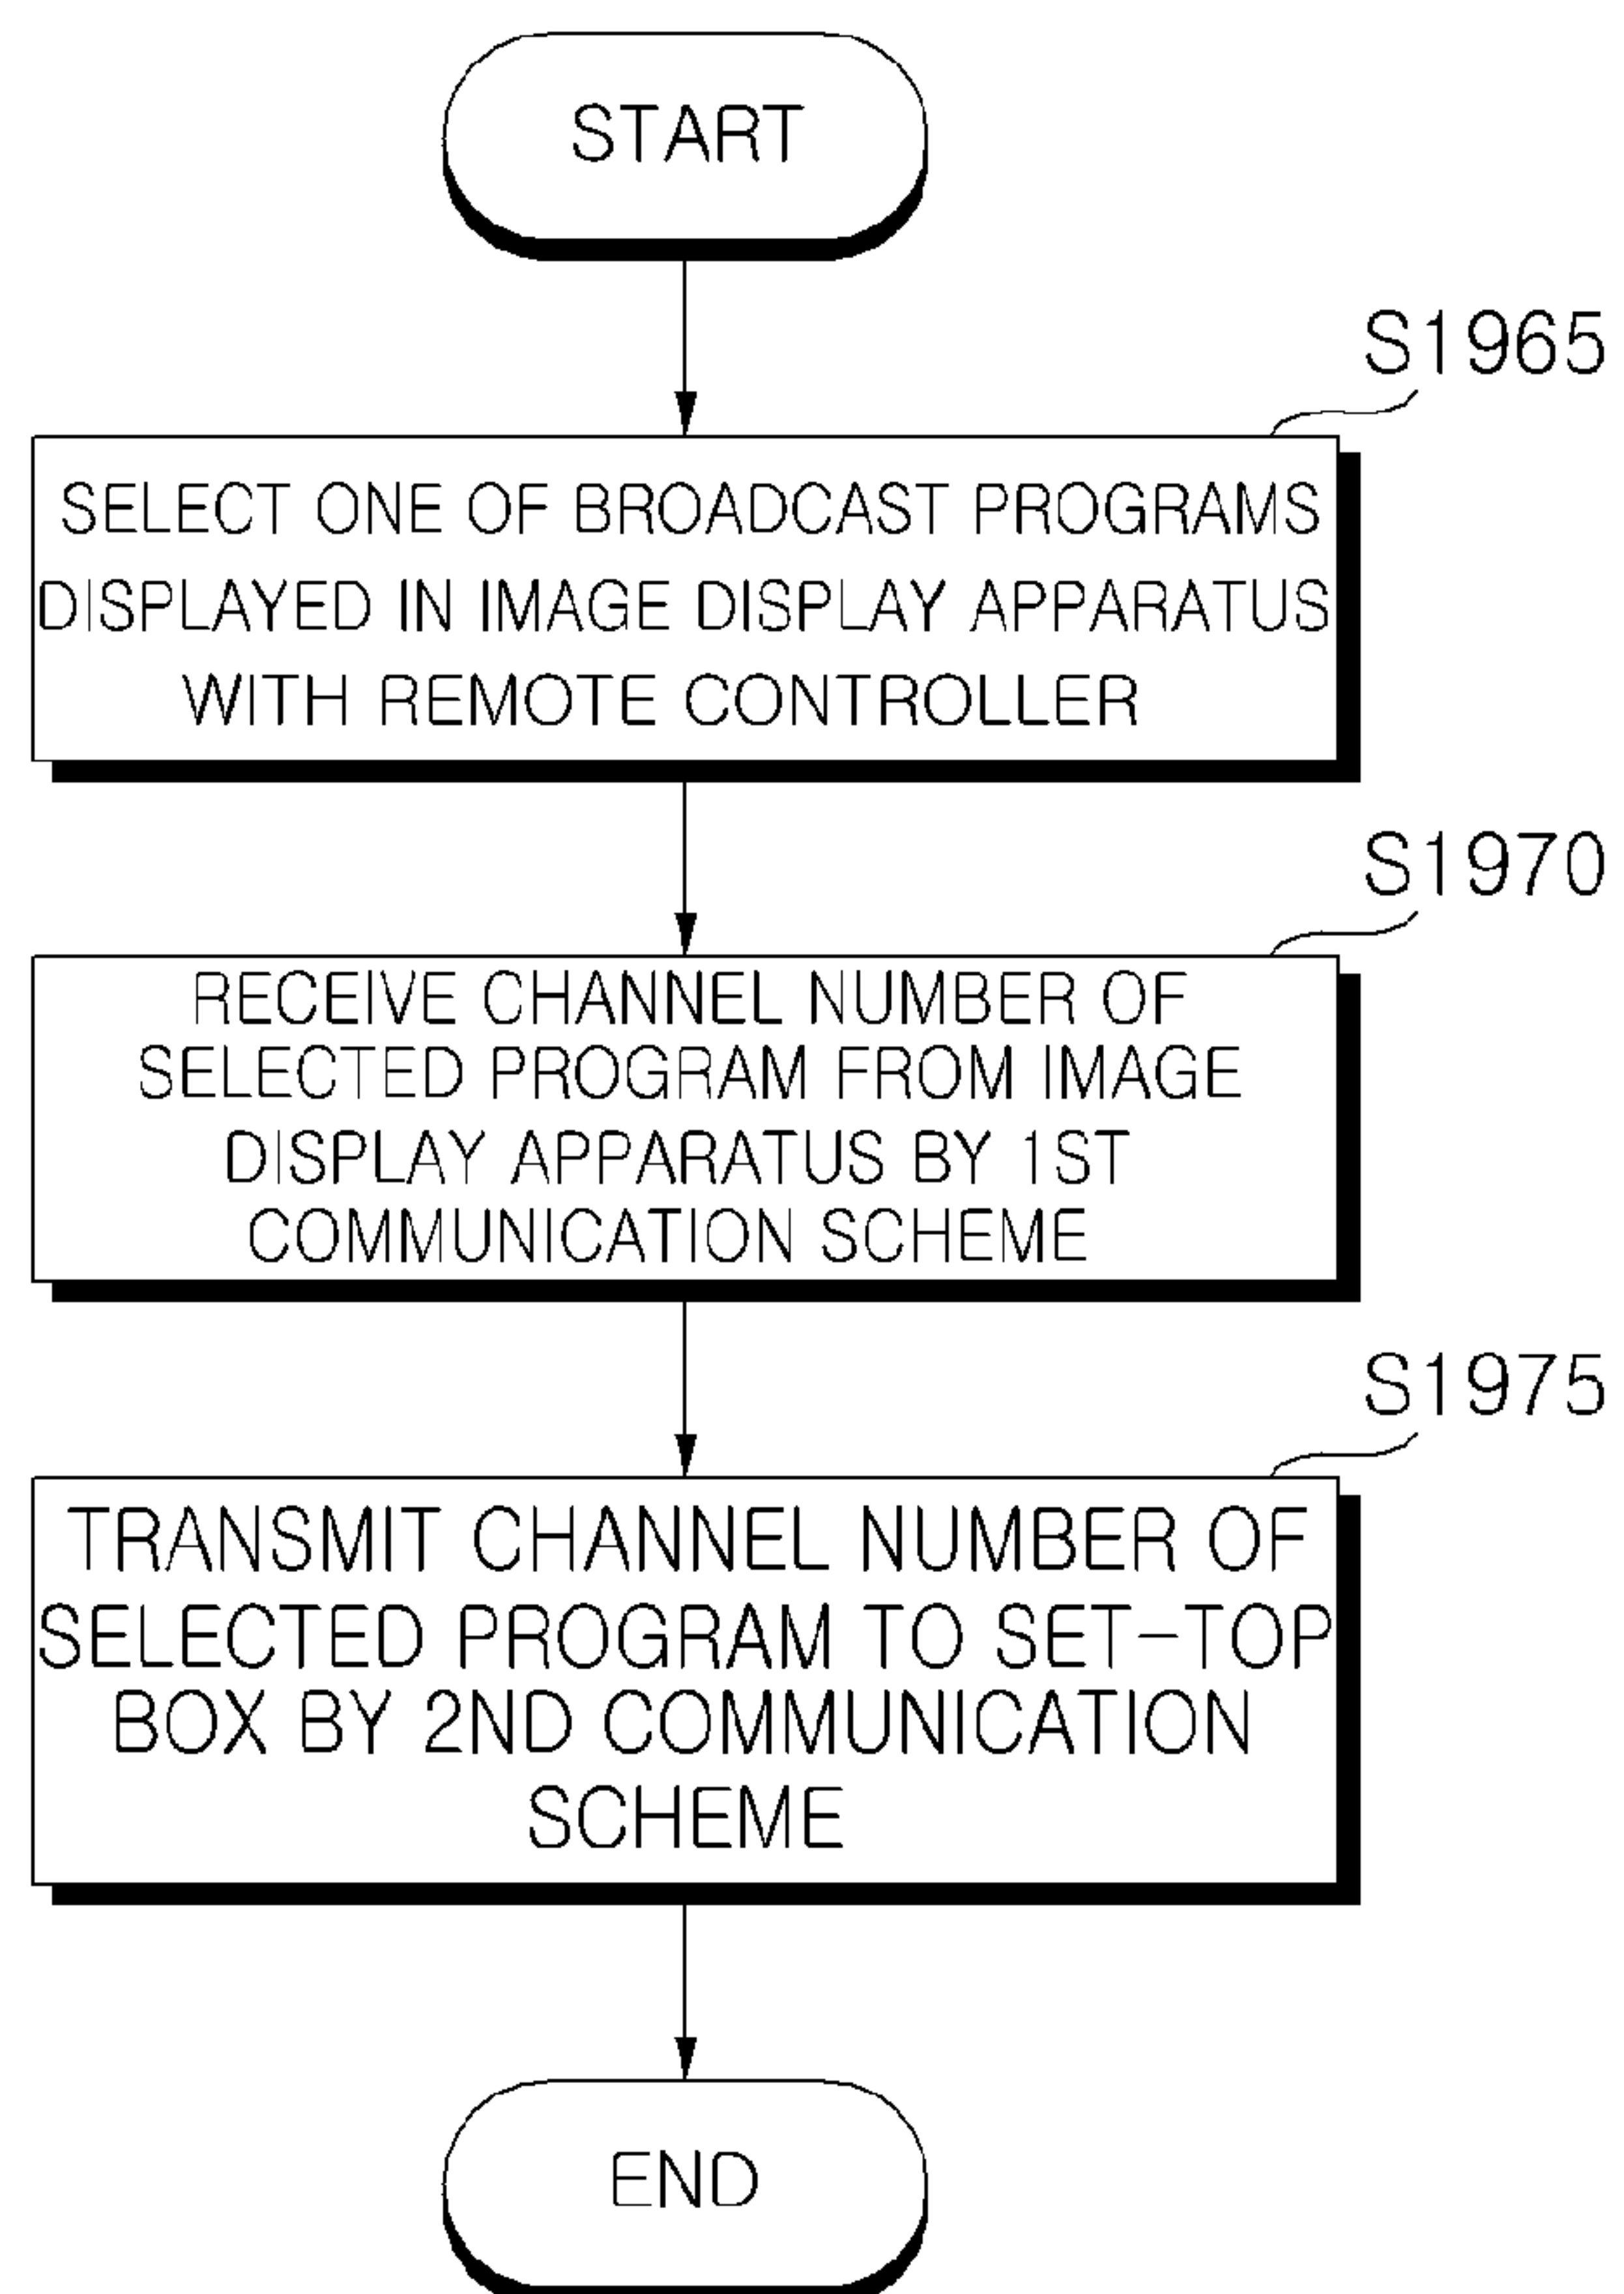 START
S1965
SELECT ONE OF BROADCAST PROGRAMS
DISPLAYED IN IMAGE DISPLAY APPARATUS
WITH REMOTE CONTROLLER
S1970
RECEIVE CHANNEL NUMBER OF
SELECTED PROGRAM FROM IMAGE
DISPLAY APPARATUS BY 1ST
COMMUNICATION SCHEME
S1975
TRANSMIT CHANNEL NUMBER OF
SELECTED PROGRAM TO SET-TOP
BOX BY 2ND COMMUNICATION
SCHEME
END